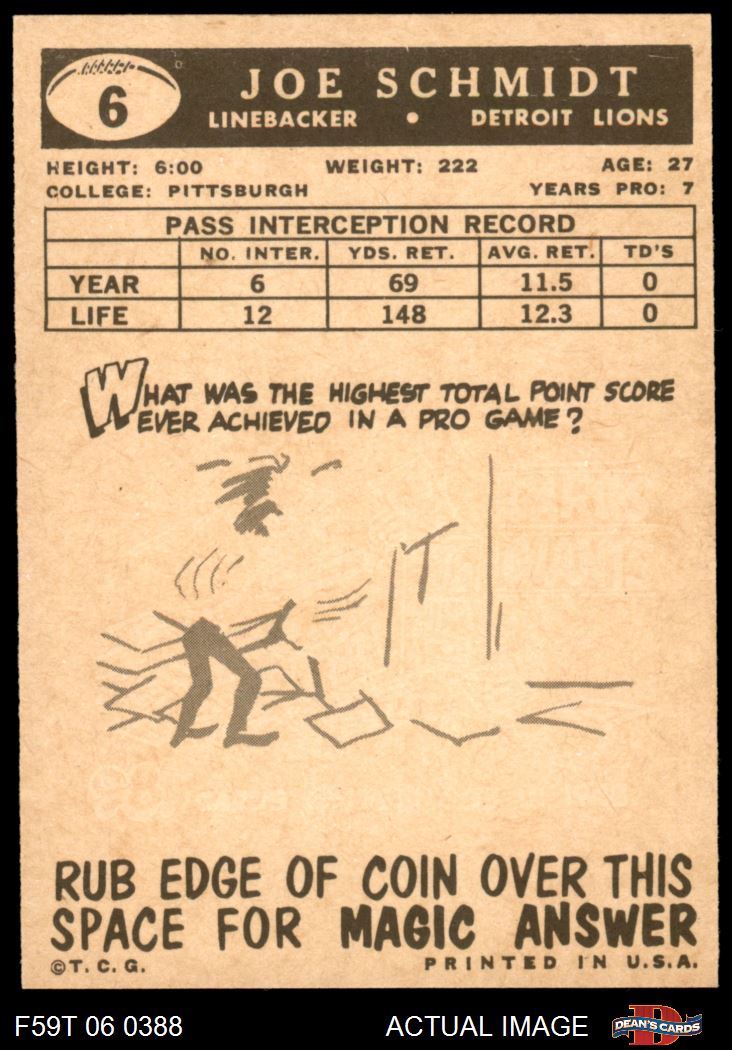 6
JOE SCHMIDT
LINEBACKER • DETROIT LIONS
HEIGHT: 6:00 WEIGHT: 222 AGE: 27
COLLEGE: PITTSBURGH YEARS PRO: 7
PASS INTERCEPTION RECORD
NO. INTER. YDS. RET. AVG. RET. TD'S
YEAR 6 69 11.5 0
LIFE 12 148 12.3 0
WHAT WAS THE HIGHEST TOTAL POINT SCORE
EVER ACHIEVED IN A PRO GAME?
RUB EDGE OF COIN OVER THIS
SPACE FOR MAGIC ANSWER
©T.C.G. PRINTED IN U.S.A.
F59T 06 0388 ACTUAL IMAGE DEAN'S CARDS